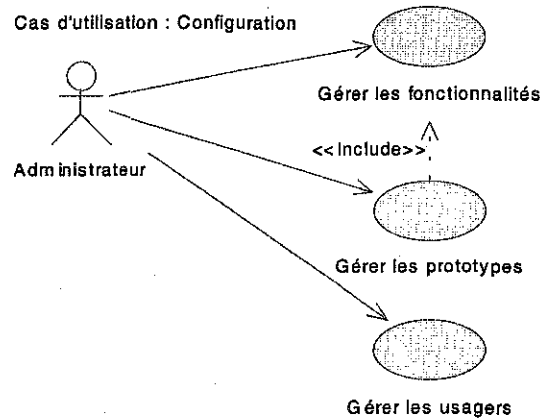 Cas d'utilisation : Configuration
Gérer les fonctionnalités
<<Include>>
Administrateur
Gérer les prototypes
Gérer les usagers